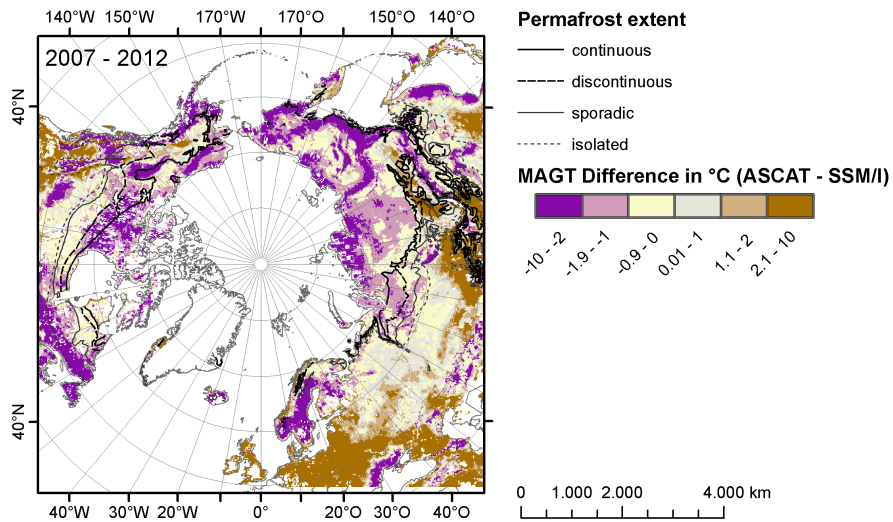 140°W 150°W 170°W 170°O 150°O 140°O
2007 - 2012
40°N
40°N
40°W 30°W 20°W 0° 20°O 30°O 40°O
Permafrost extent
continuous
discontinuous
sporadic
isolated
MAGT Difference in °C (ASCAT - SSM/I)
-10 - -2
-1.9 - -1
-0.9 - 0
0.01 - 1
1.1 - 2
2.1 - 10
0 1.000 2.000 4.000 km